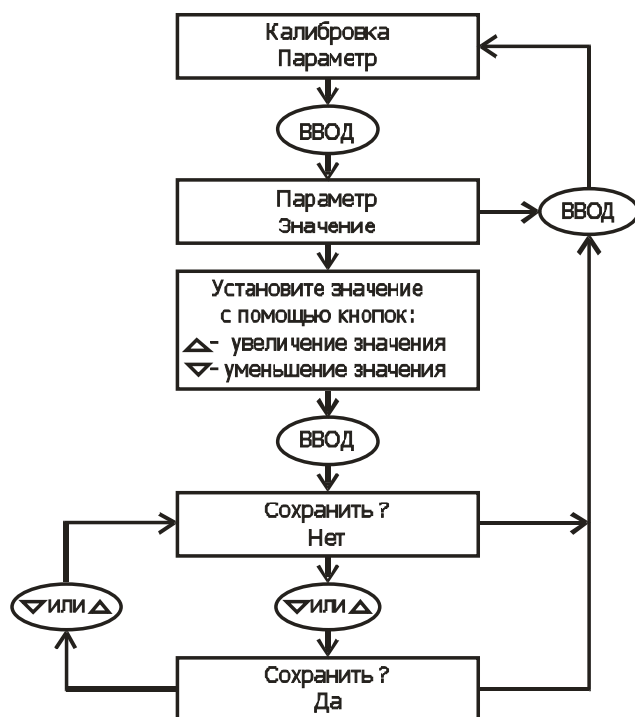 Калибровка
Параметр
ВВОД
Параметр
Значение
ВВОД
Установите значение
с помощью кнопок:
△- увеличение значения
▽- уменьшение значения
ВВОД
Сохранить ?
Нет
▽или△
▽или△
Сохранить ?
Да